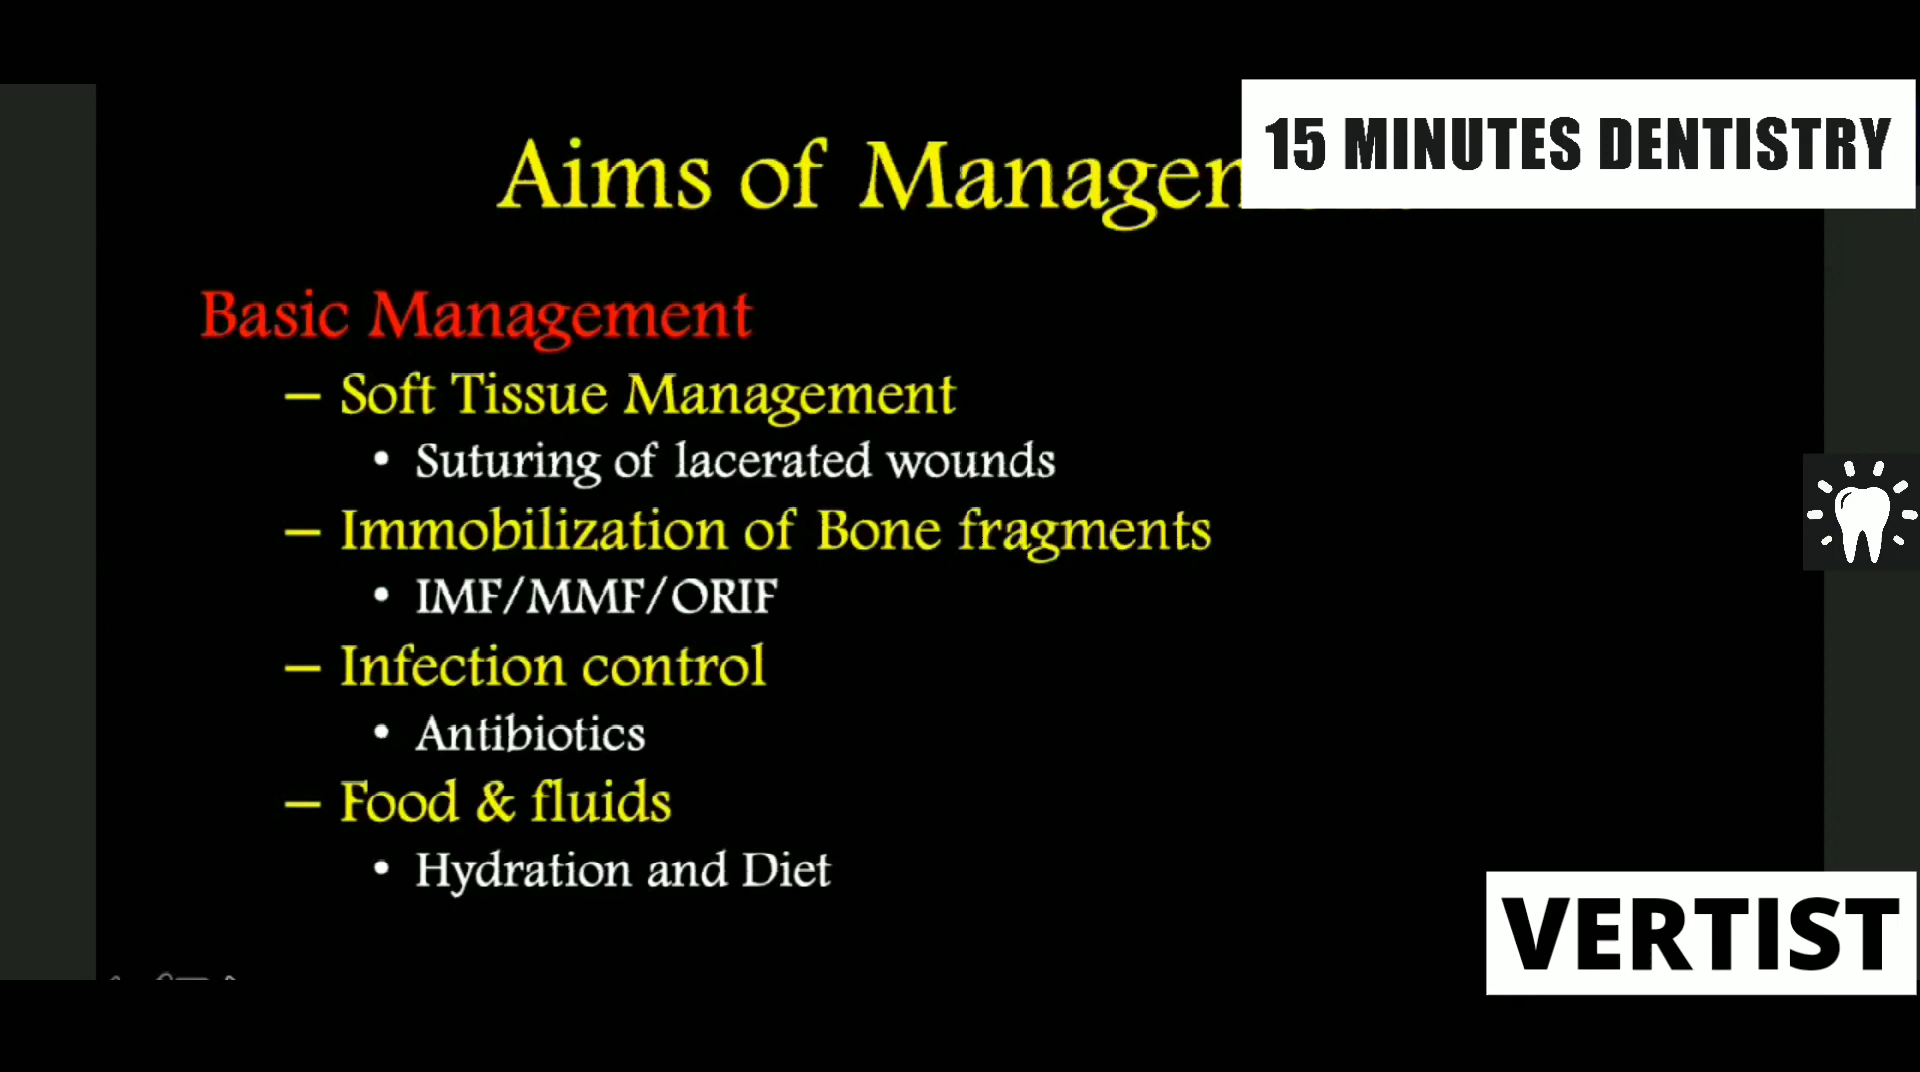 15 MINUTES DENTISTRY
Aims of Managen
Basic Management
– Soft Tissue Management
• Suturing of lacerated wounds
– Immobilization of Bone fragments
• IMF/MMF/ORIF
– Infection control
• Antibiotics
– Food & fluids
• Hydration and Diet
VERTIST